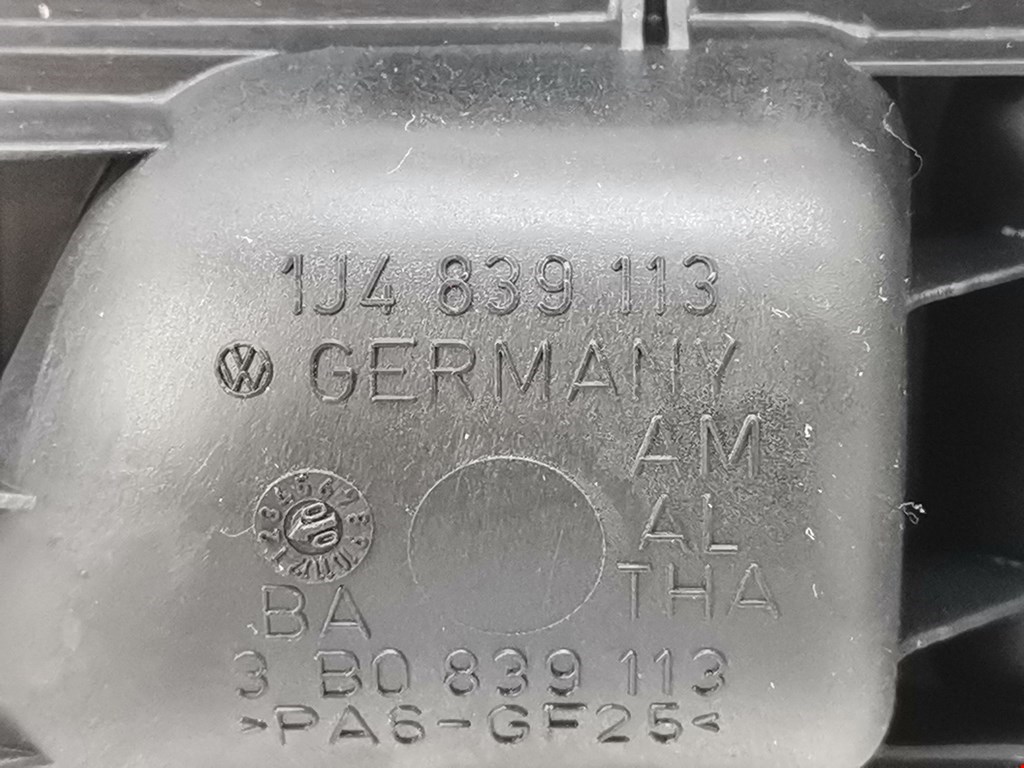 1J4 839 113
GERMANY
AM
AL
THA
BA
3 B0 839 113
>PA6-GF25<